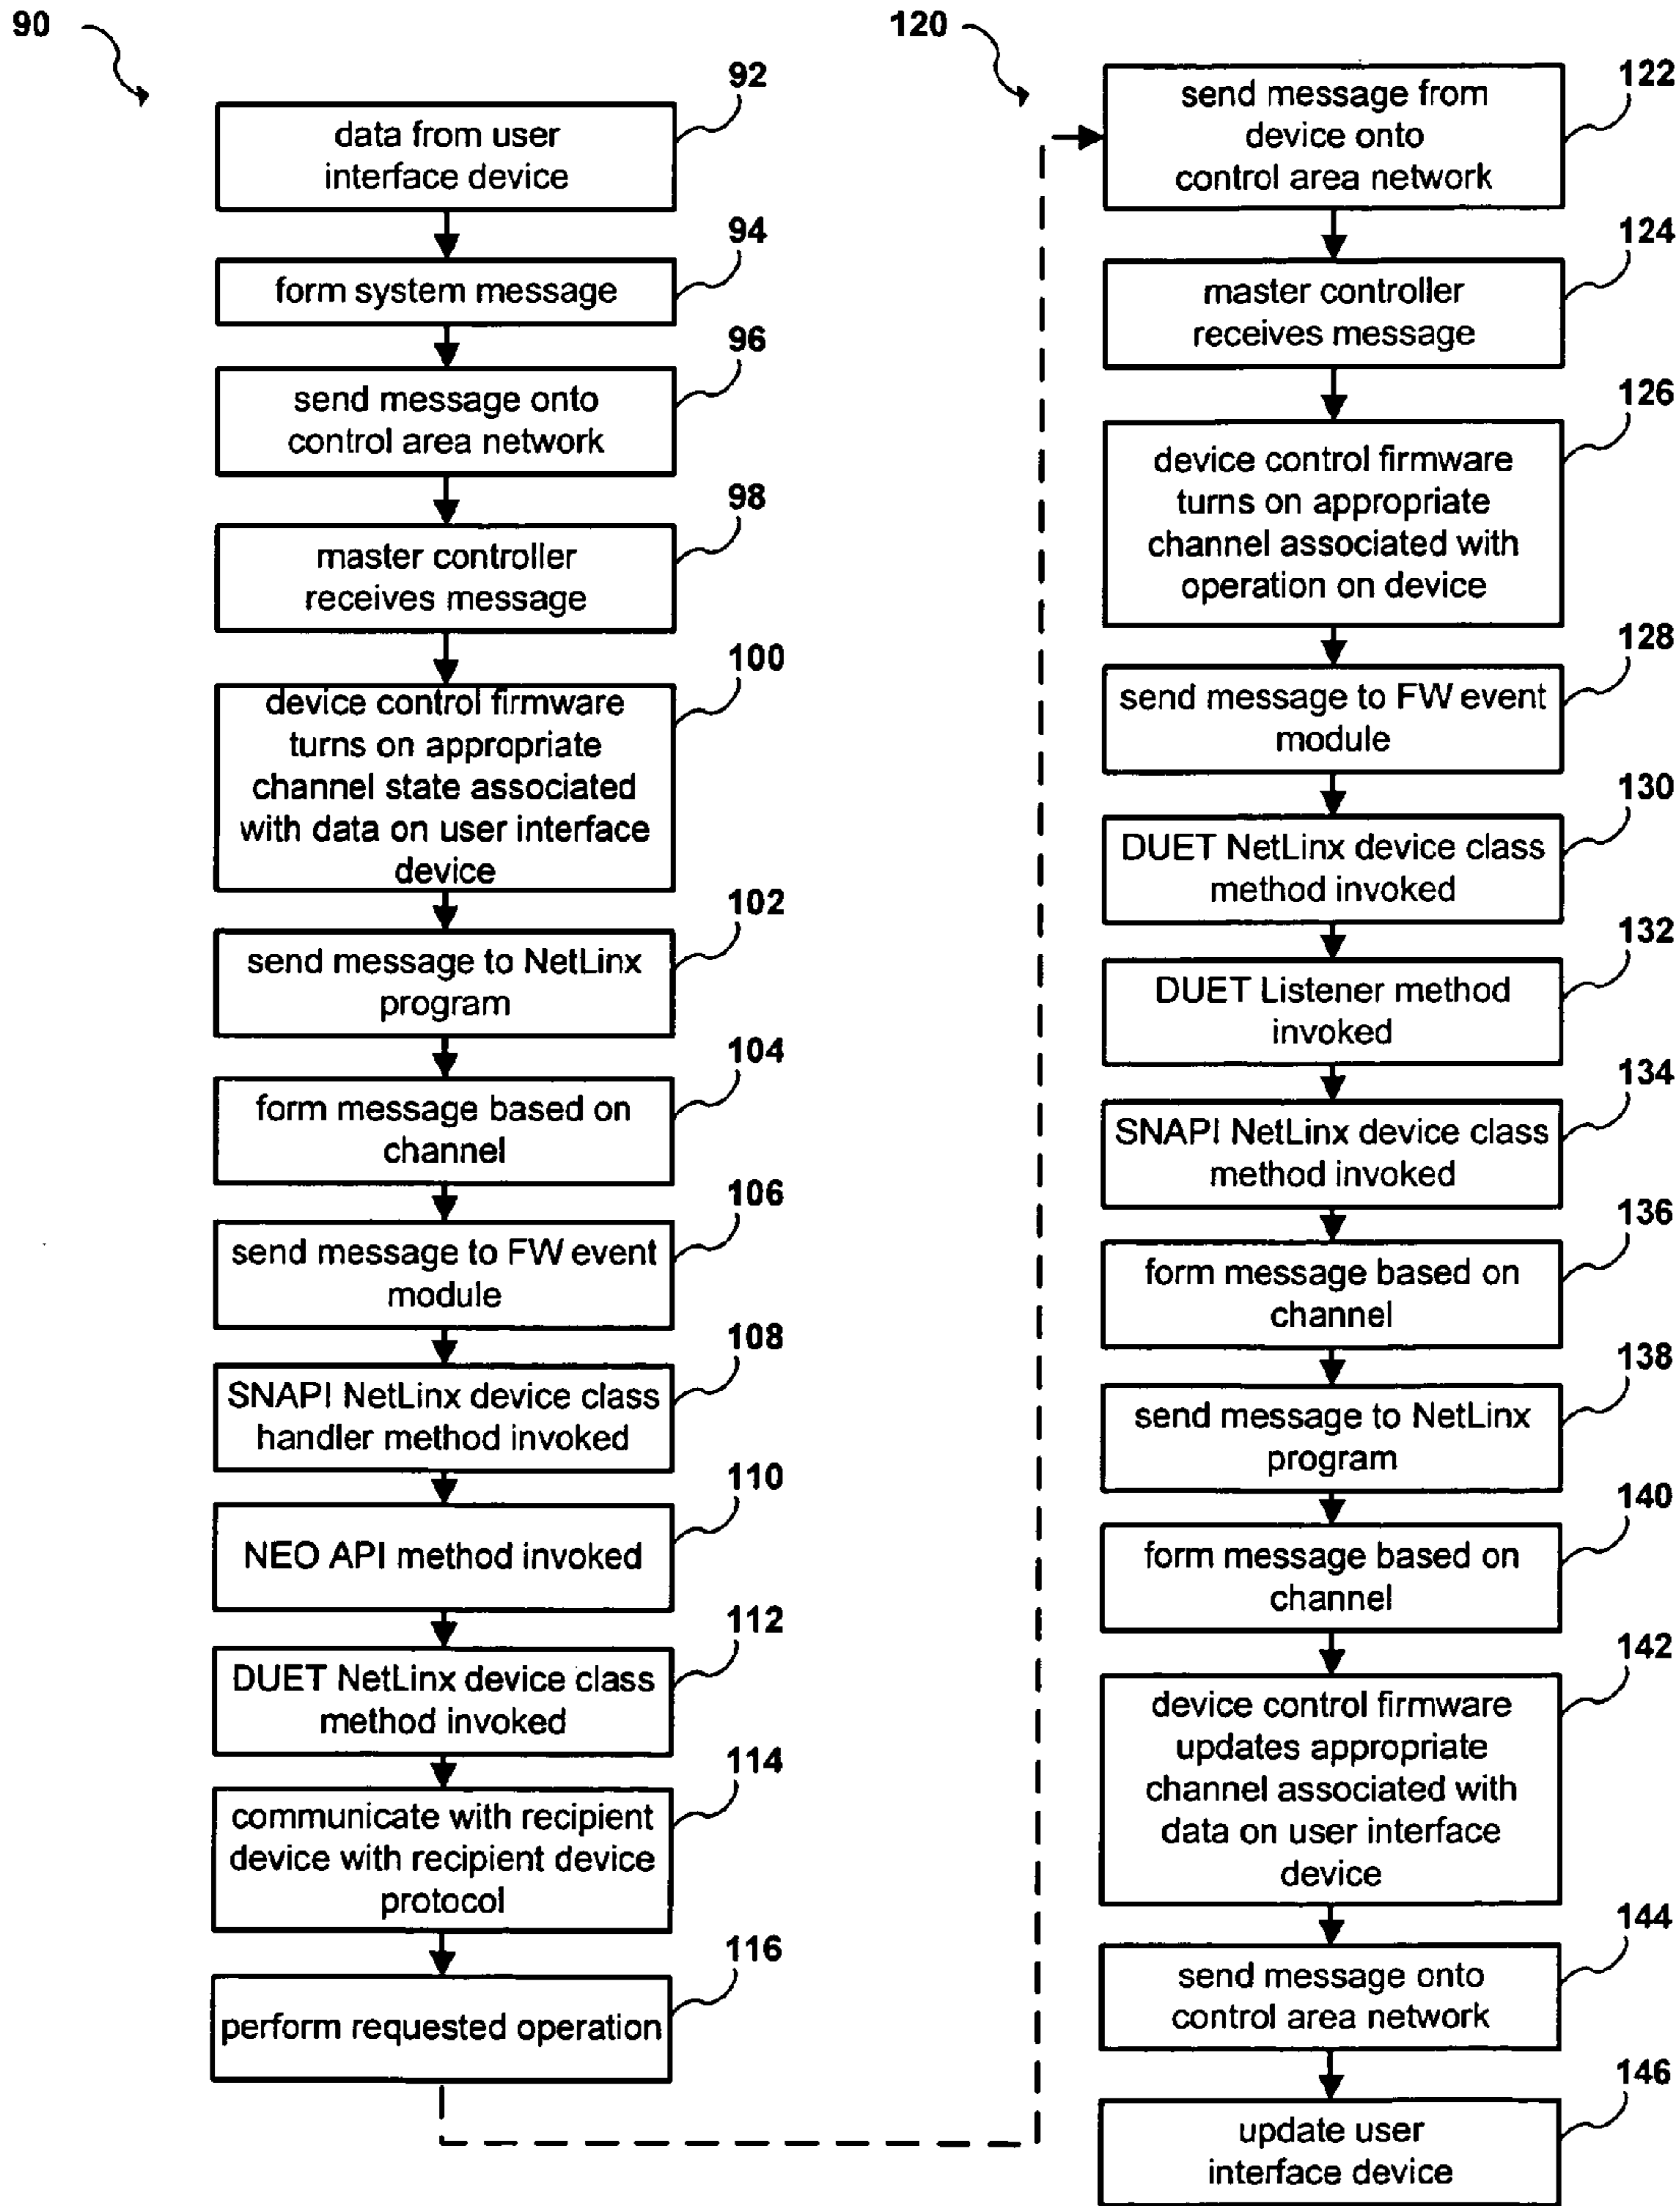 90
92
data from user
interface device
94
form system message
96
send message onto
control area network
98
master controller
receives message
100
device control firmware
turns on appropriate
channel state associated
with data on user interface
device
102
send message to NetLinx
program
104
form message based on
channel
106
send message to FW event
module
108
SNAPI NetLinx device class
handler method invoked
110
NEO API method invoked
112
DUET NetLinx device class
method invoked
114
communicate with recipient
device with recipient device
protocol
116
perform requested operation
120
122
send message from
device onto
control area network
124
master controller
receives message
126
device control firmware
turns on appropriate
channel associated with
operation on device
128
send message to FW event
module
130
DUET NetLinx device class
method invoked
132
DUET Listener method
invoked
134
SNAPI NetLinx device class
method invoked
136
form message based on
channel
138
send message to NetLinx
program
140
form message based on
channel
142
device control firmware
updates appropriate
channel associated with
data on user interface
device
144
send message onto
control area network
146
update user
interface device